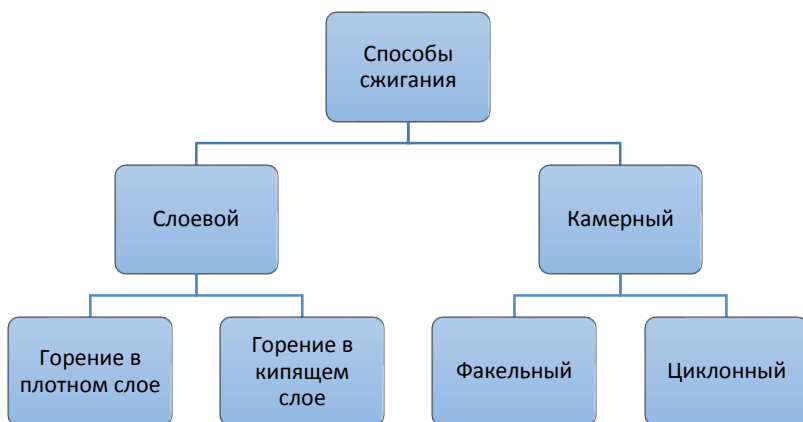 Способы
сжигания
Слоевой
Камерный
Горение в
плотном слое
Горение в
кипящем
слое
Факельный
Циклонный